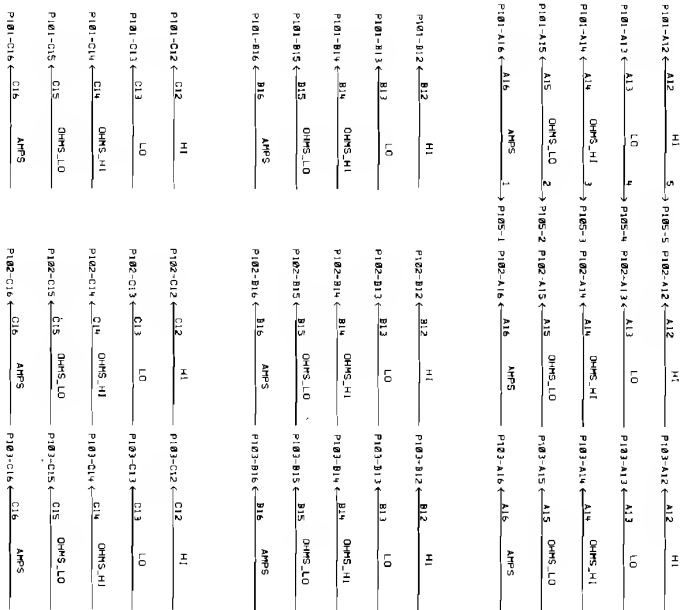 P101-A12 A12 HI 5 P105-5 P102-A12 A12 HI P103-A12 A12 HI
P101-A13 A13 LO 4 P105-4 P102-A13 A13 LO P103-A13 A13 LO
P101-A14 A14 OHMS_HI 3 P105-3 P102-A14 A14 OHMS_HI P103-A14 A14 OHMS_HI
P101-A15 A15 OHMS_LO 2 P105-2 P102-A15 A15 OHMS_LO P103-A15 A15 OHMS_LO
P101-A16 A16 AMPS 1 P105-1 P102-A16 A16 AMPS P103-A16 A16 AMPS
P101-B12 B12 HI P102-B12 B12 HI P103-B12 B12 HI
P101-B13 B13 LO P102-B13 B13 LO P103-B13 B13 LO
P101-B14 B14 OHMS_HI P102-B14 B14 OHMS_HI P103-B14 B14 OHMS_HI
P101-B15 B15 OHMS_LO P102-B15 B15 OHMS_LO P103-B15 B15 OHMS_LO
P101-B16 B16 AMPS P102-B16 B16 AMPS P103-B16 B16 AMPS
P101-C12 C12 HI P102-C12 C12 HI P103-C12 C12 HI
P101-C13 C13 LO P102-C13 C13 LO P103-C13 C13 LO
P101-C14 C14 OHMS_HI P102-C14 C14 OHMS_HI P103-C14 C14 OHMS_HI
P101-C15 C15 OHMS_LO P102-C15 C15 OHMS_LO P103-C15 C15 OHMS_LO
P101-C16 C16 AMPS P102-C16 C16 AMPS P103-C16 C16 AMPS